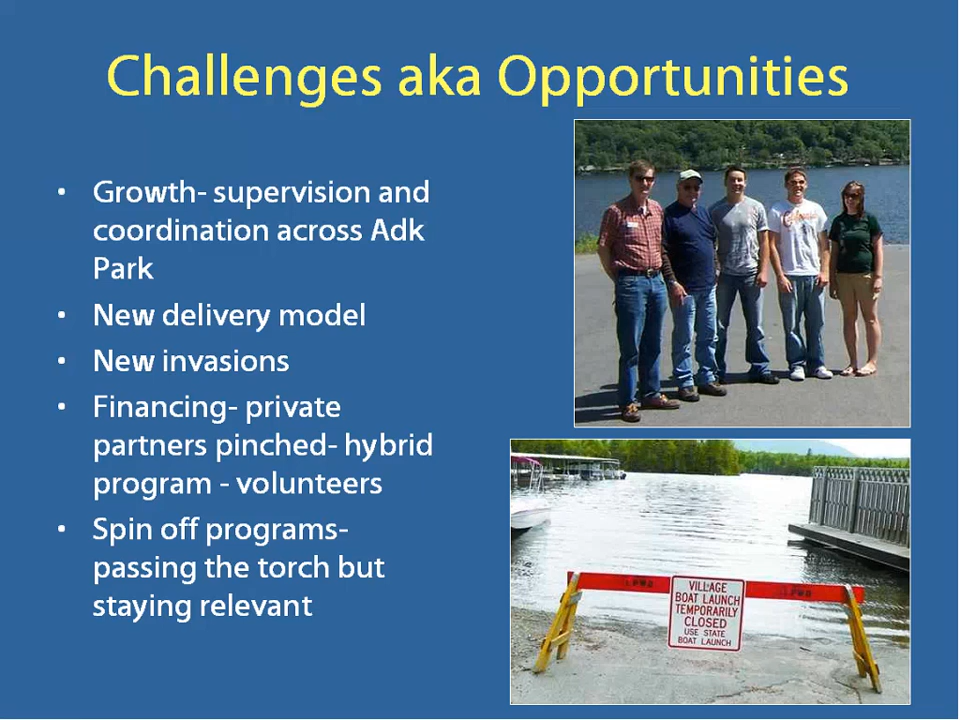 Challenges aka Opportunities
• Growth- supervision and
coordination across Adk
Park
• New delivery model
• New invasions
• Financing- private
partners pinched- hybrid
program - volunteers
• Spin off programs-
passing the torch but
staying relevant
VILLAGE
BOAT LAUNCH
TEMPORARILY
CLOSED
USE STATE
BOAT LAUNCH